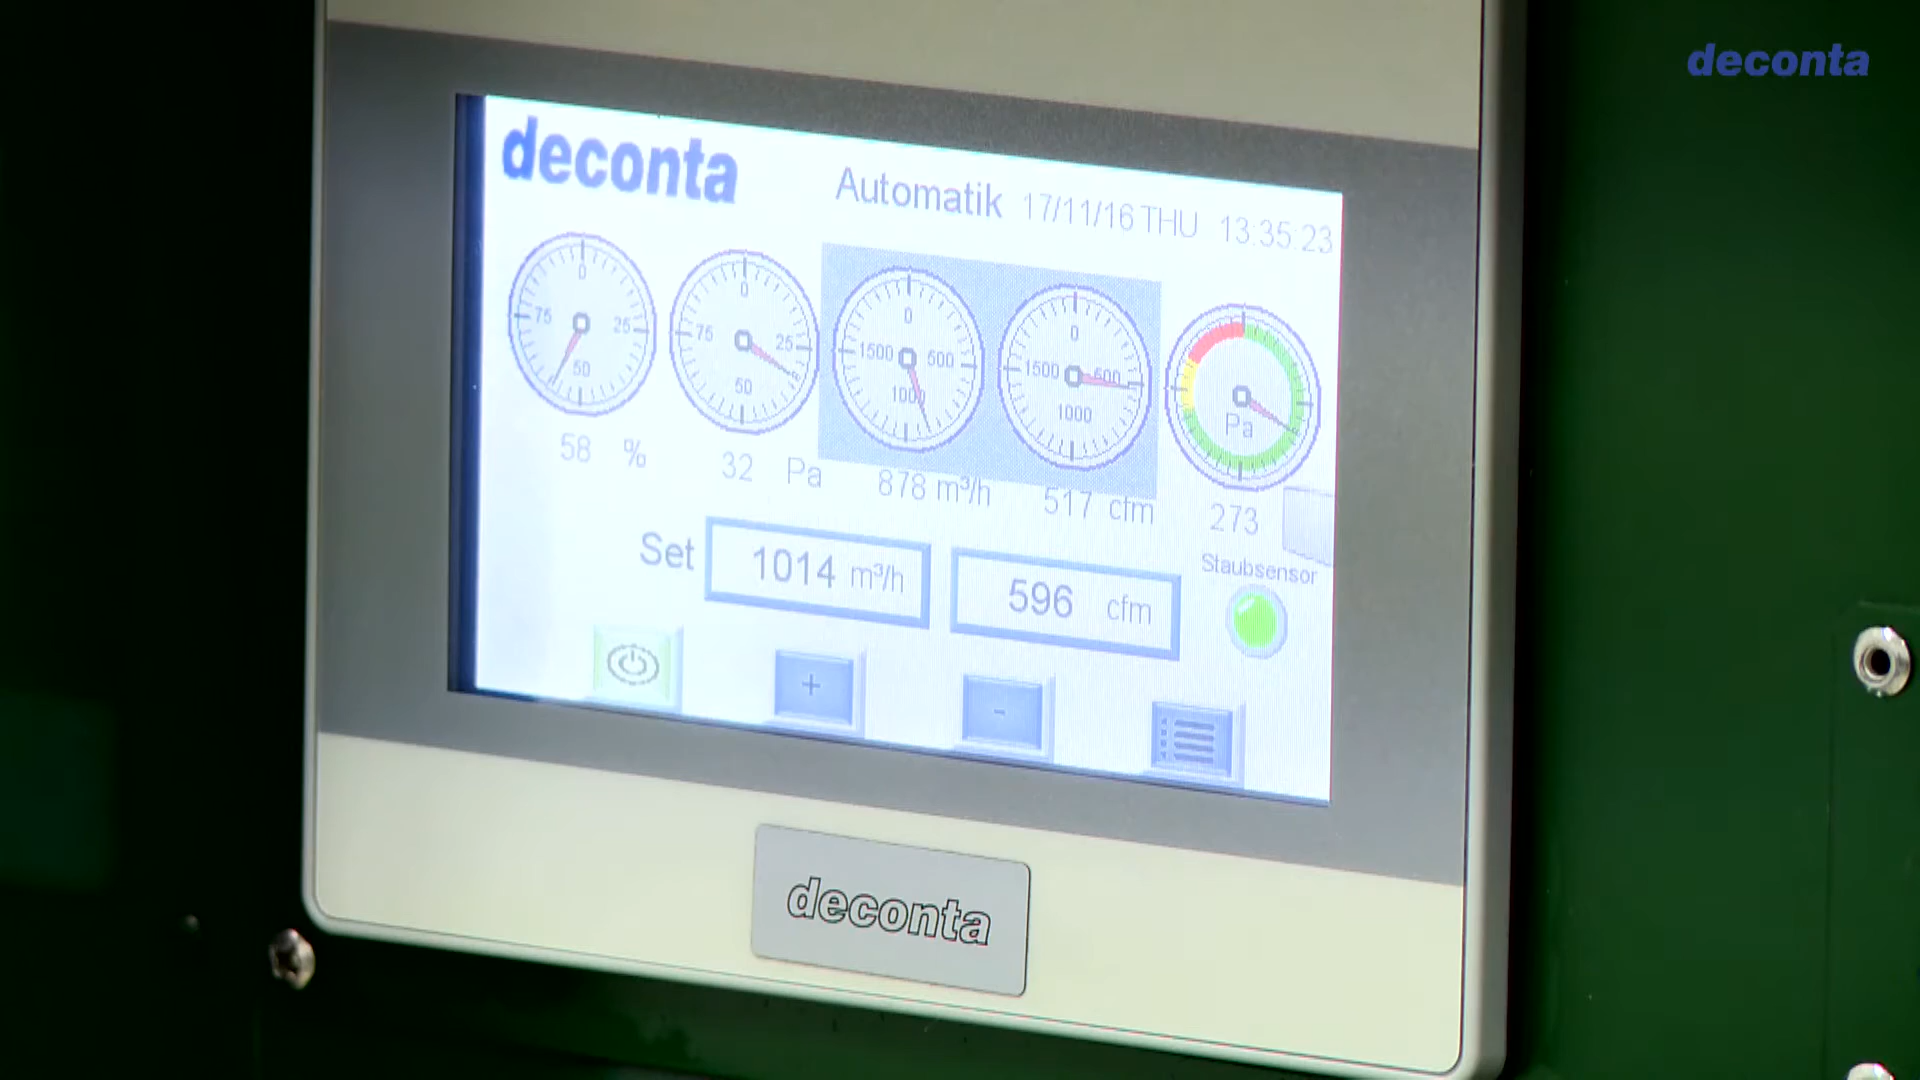 deconta
deconta
Automatik 17/11/16 THU 13:35:23
0 25 50 75
0 25 50 75
0 500 1000 1500
0 500 1000 1500
Pa
58 %
32 Pa
878 m³/h
517 cfm
273
Set 1014 m³/h 596 cfm
Staubsensor
+ -
deconta